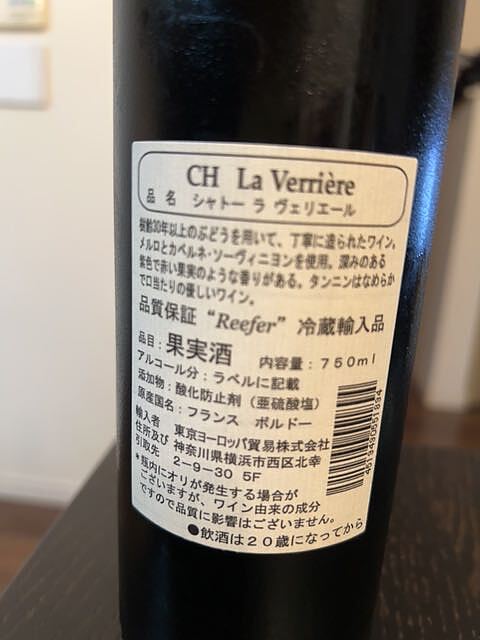 CH La Verrière
品 名 シャトー ラ ヴェリエール
樹齢30年以上のぶどうを用いて、丁寧に造られたワイン。
メルロとカベルネ・ソーヴィニヨンを使用。深みのある
紫色で赤い果実のような香りがある。タンニンはなめらか
で口当たりの優しいワイン。
品質保証 “Reefer” 冷蔵輸入品
品目：果実酒 内容量：750ml
アルコール分：ラベルに記載
添加物：酸化防止剤（亜硫酸塩）
原産国名：フランス ボルドー
輸入者 東京ヨーロッパ貿易株式会社
住所及び 神奈川県横浜市西区北幸
引取先 2－9－30 5F
＊瓶内にオリが発生する場合が
ございますが、ワイン由来の成分
ですので品質に影響はございません。
●飲酒は20歳になってから